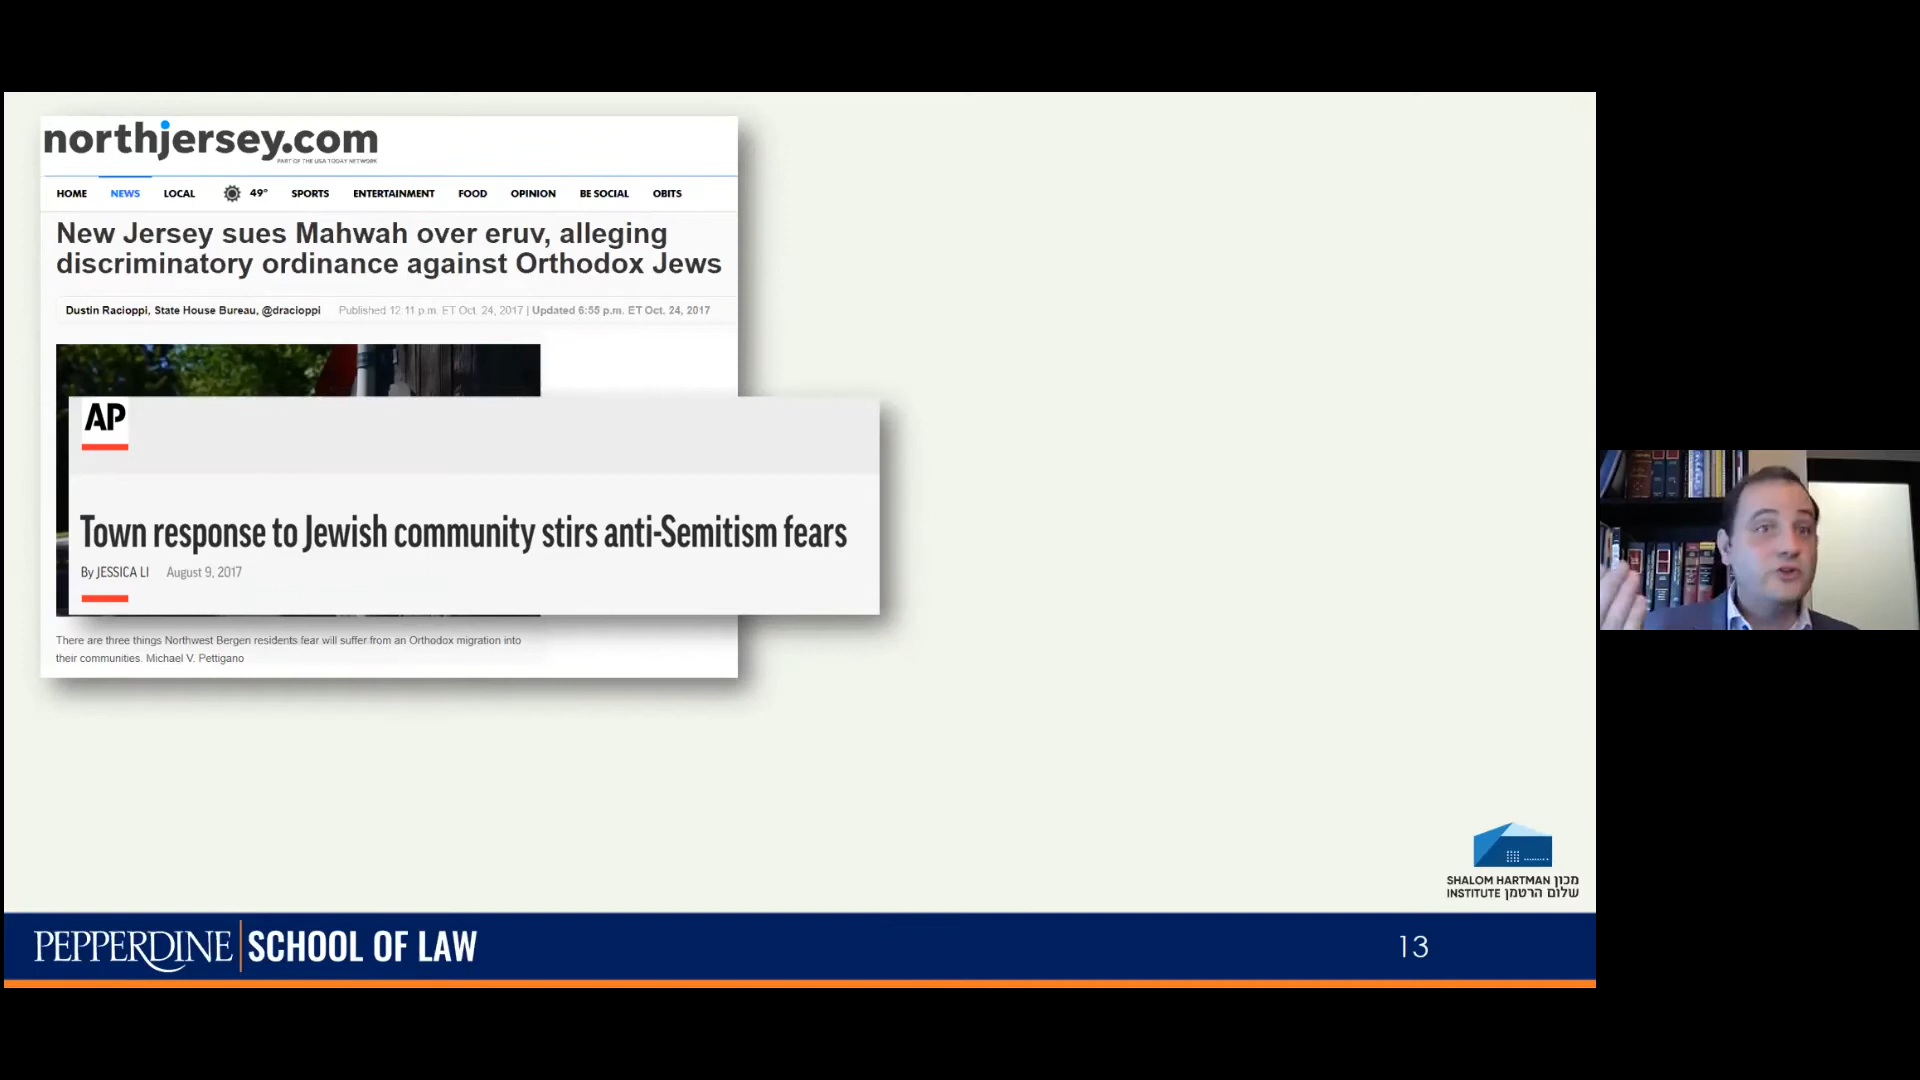 northjersey.com
PART OF THE USA TODAY NETWORK
HOME NEWS LOCAL 49° SPORTS ENTERTAINMENT FOOD OPINION BE SOCIAL OBITS
New Jersey sues Mahwah over eruv, alleging
discriminatory ordinance against Orthodox Jews
Dustin Racioppi, State House Bureau, @dracioppi Published 12:11 p.m. ET Oct. 24, 2017 | Updated 6:55 p.m. ET Oct. 24, 2017
AP
Town response to Jewish community stirs anti-Semitism fears
By JESSICA LI August 9, 2017
There are three things Northwest Bergen residents fear will suffer from an Orthodox migration into
their communities. Michael V. Pettigano
SHALOM HARTMAN מכון
INSTITUTE שלום הרטמן
PEPPERDINE | SCHOOL OF LAW
13